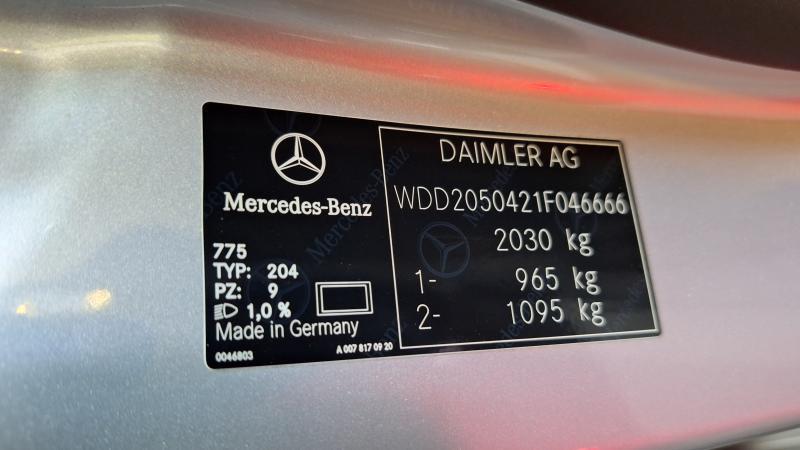 Mercedes-Benz
775
TYP: 204
PZ: 9
1,0 %
Made in Germany
0046803
A 007 817 09 20
DAIMLER AG
WDD2050421F046666
2030 kg
1- 965 kg
2- 1095 kg